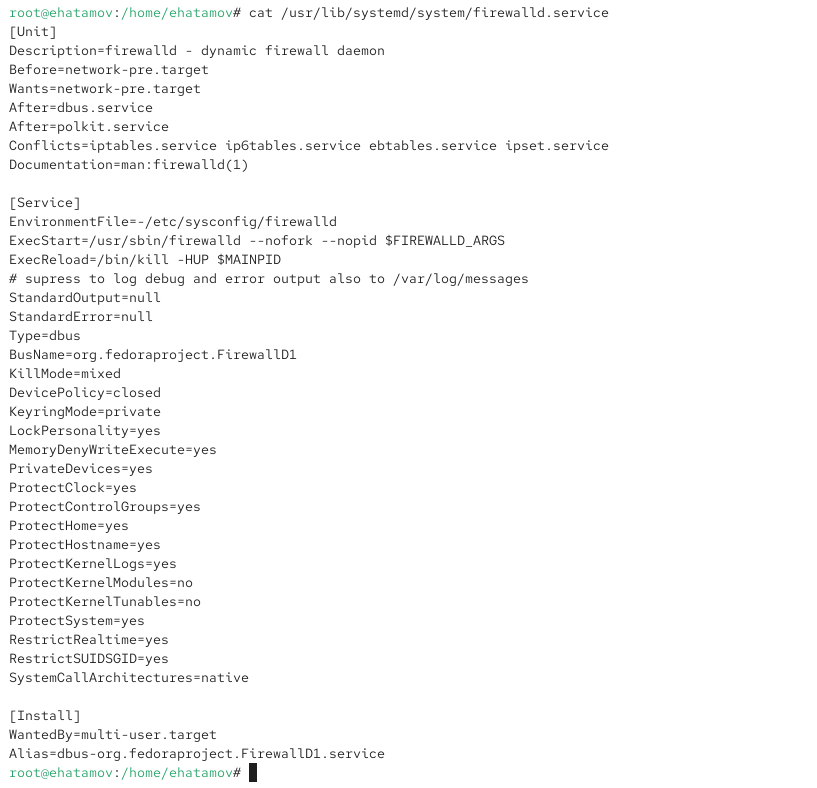 root@ehatamov:/home/ehatamov# cat /usr/lib/systemd/system/firewalld.service
[Unit]
Description=firewalld - dynamic firewall daemon
Before=network-pre.target
Wants=network-pre.target
After=dbus.service
After=polkit.service
Conflicts=iptables.service ip6tables.service ebtables.service ipset.service
Documentation=man:firewalld(1)

[Service]
EnvironmentFile=-/etc/sysconfig/firewalld
ExecStart=/usr/sbin/firewalld --nofork --nopid $FIREWALLD_ARGS
ExecReload=/bin/kill -HUP $MAINPID
# supress to log debug and error output also to /var/log/messages
StandardOutput=null
StandardError=null
Type=dbus
BusName=org.fedoraproject.FirewallD1
KillMode=mixed
DevicePolicy=closed
KeyringMode=private
LockPersonality=yes
MemoryDenyWriteExecute=yes
PrivateDevices=yes
ProtectClock=yes
ProtectControlGroups=yes
ProtectHome=yes
ProtectHostname=yes
ProtectKernelLogs=yes
ProtectKernelModules=no
ProtectKernelTunables=no
ProtectSystem=yes
RestrictRealtime=yes
RestrictSUIDSGID=yes
SystemCallArchitectures=native

[Install]
WantedBy=multi-user.target
Alias=dbus-org.fedoraproject.FirewallD1.service
root@ehatamov:/home/ehatamov#